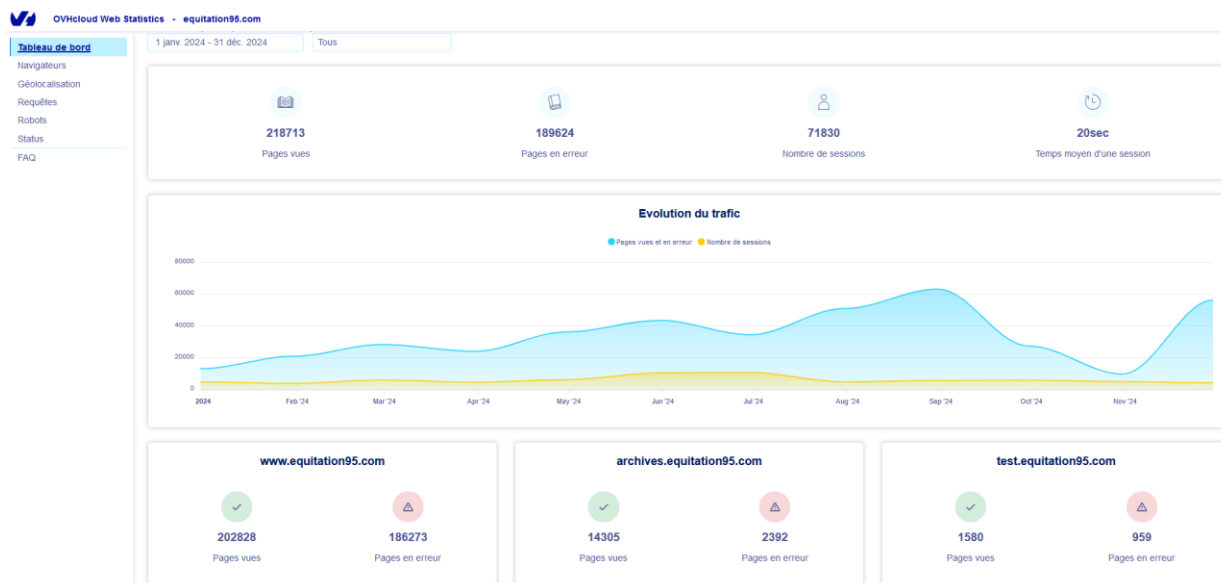 OVHcloud Web Statistics - equitation95.com
Tableau de bord
Navigateurs
Géolocalisation
Requêtes
Robots
Status
FAQ
1 janv. 2024 - 31 déc. 2024 Tous
218713 189624 71830 20sec
Pages vues Pages en erreur Nombre de sessions Temps moyen d'une session
Evolution du trafic
Pages vues et en erreur Nombre de sessions
80000
60000
40000
20000
0
2024 Feb '24 Mar '24 Apr '24 May '24 Jun '24 Jul '24 Aug '24 Sep '24 Oct '24 Nov '24
www.equitation95.com archives.equitation95.com test.equitation95.com
202828 186273 14305 2392 1580 959
Pages vues Pages en erreur Pages vues Pages en erreur Pages vues Pages en erreur